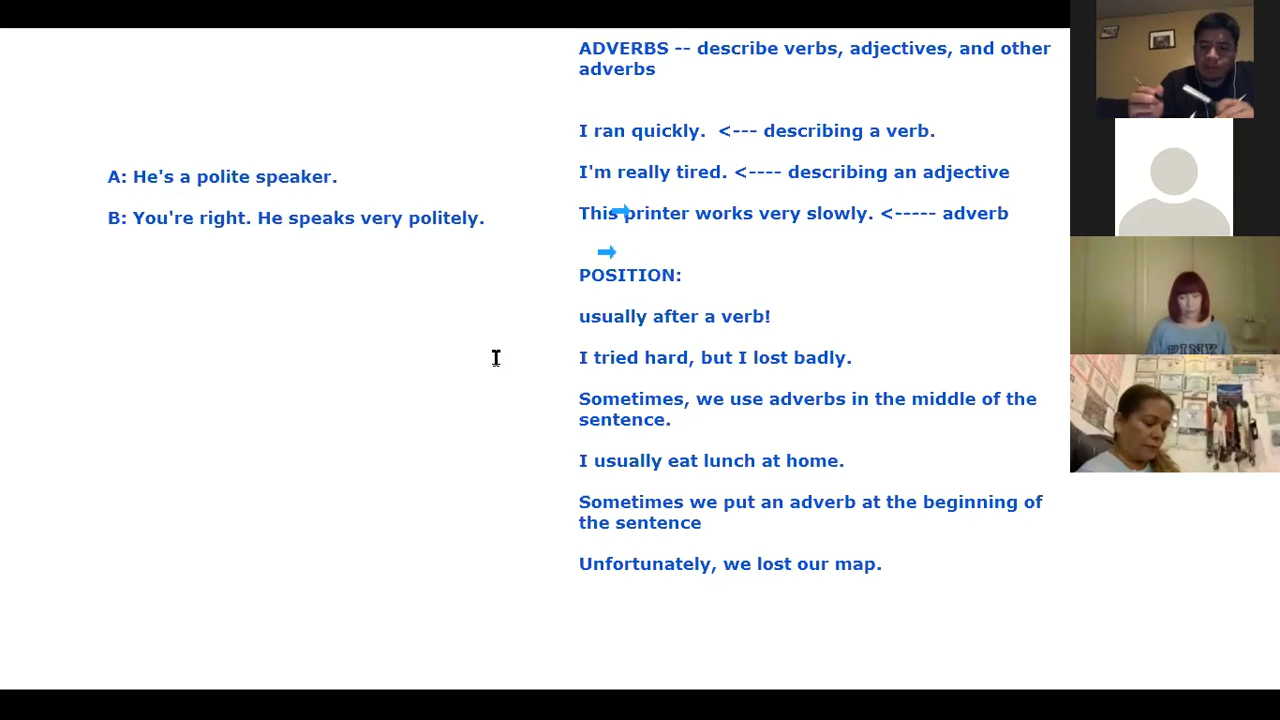 A: He's a polite speaker.
B: You're right. He speaks very politely.
ADVERBS -- describe verbs, adjectives, and other
adverbs
I ran quickly.  <--- describing a verb.
I'm really tired. <---- describing an adjective
This printer works very slowly. <----- adverb
POSITION:
usually after a verb!
I tried hard, but I lost badly.
Sometimes, we use adverbs in the middle of the
sentence.
I usually eat lunch at home.
Sometimes we put an adverb at the beginning of
the sentence
Unfortunately, we lost our map.
PINK